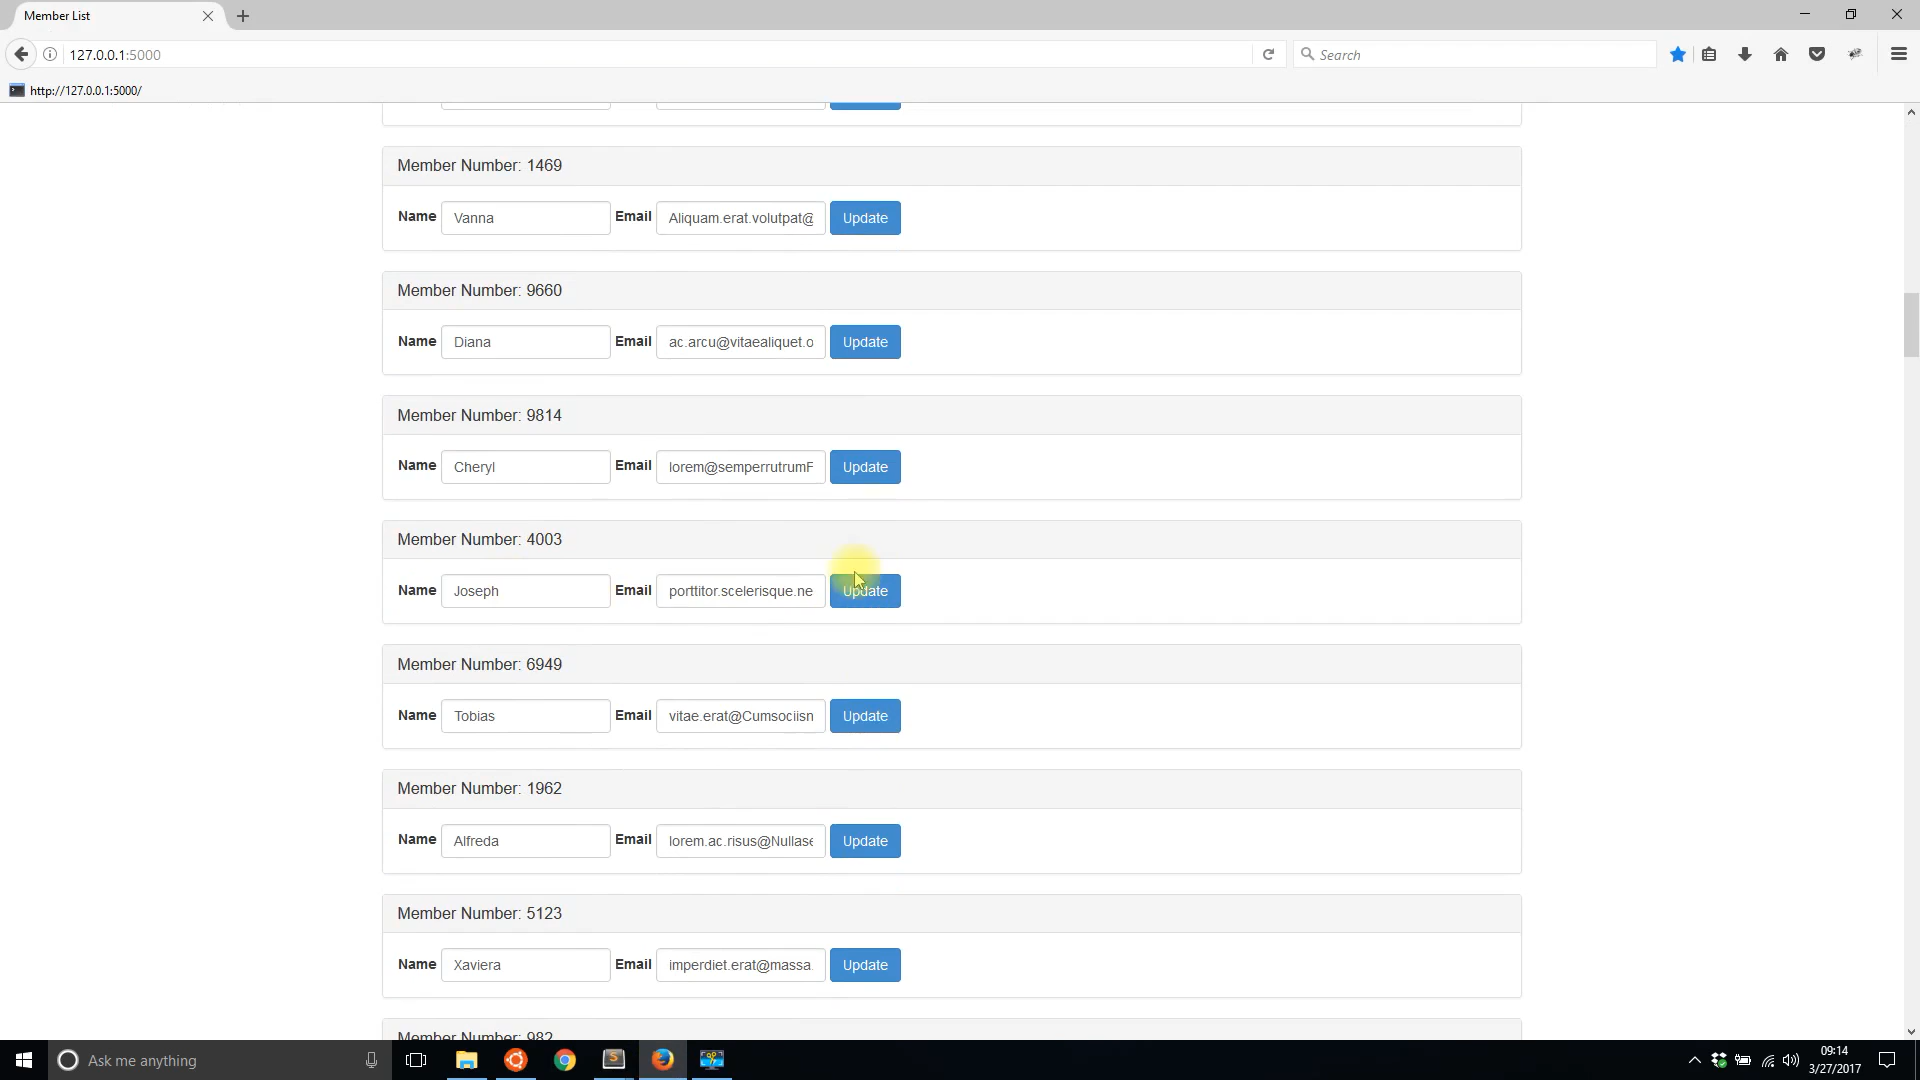 Member List
127.0.0.1:5000
Search
http://127.0.0.1:5000/
Member Number: 1469
Name Vanna Email Aliquam.erat.volutpat@ Update
Member Number: 9660
Name Diana Email ac.arcu@vitaealiquet.o Update
Member Number: 9814
Name Cheryl Email lorem@semperrutrumF Update
Member Number: 4003
Name Joseph Email porttitor.scelerisque.ne Update
Member Number: 6949
Name Tobias Email vitae.erat@Cumsociisn Update
Member Number: 1962
Name Alfreda Email lorem.ac.risus@Nullase Update
Member Number: 5123
Name Xaviera Email imperdiet.erat@massa. Update
Member Number: 982
Ask me anything
09:14
3/27/2017